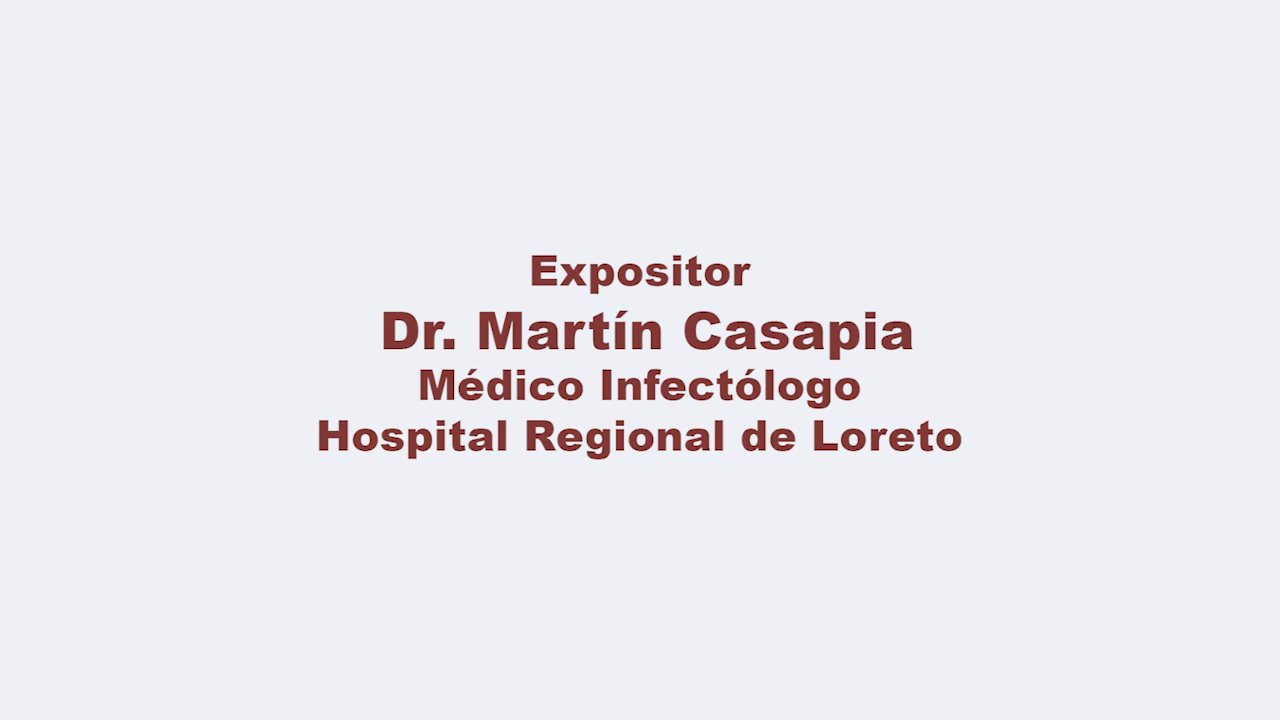 Expositor
Dr. Martín Casapia
Médico Infectólogo
Hospital Regional de Loreto